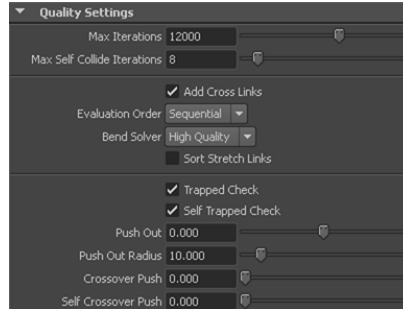 Quality Settings
Max Iterations 12000
Max Self Collide Iterations 8
Add Cross Links
Evaluation Order Sequential
Bend Solver High Quality
Sort Stretch Links
Trapped Check
Self Trapped Check
Push Out 0.000
Push Out Radius 10.000
Crossover Push 0.000
Self Crossover Push 0.000